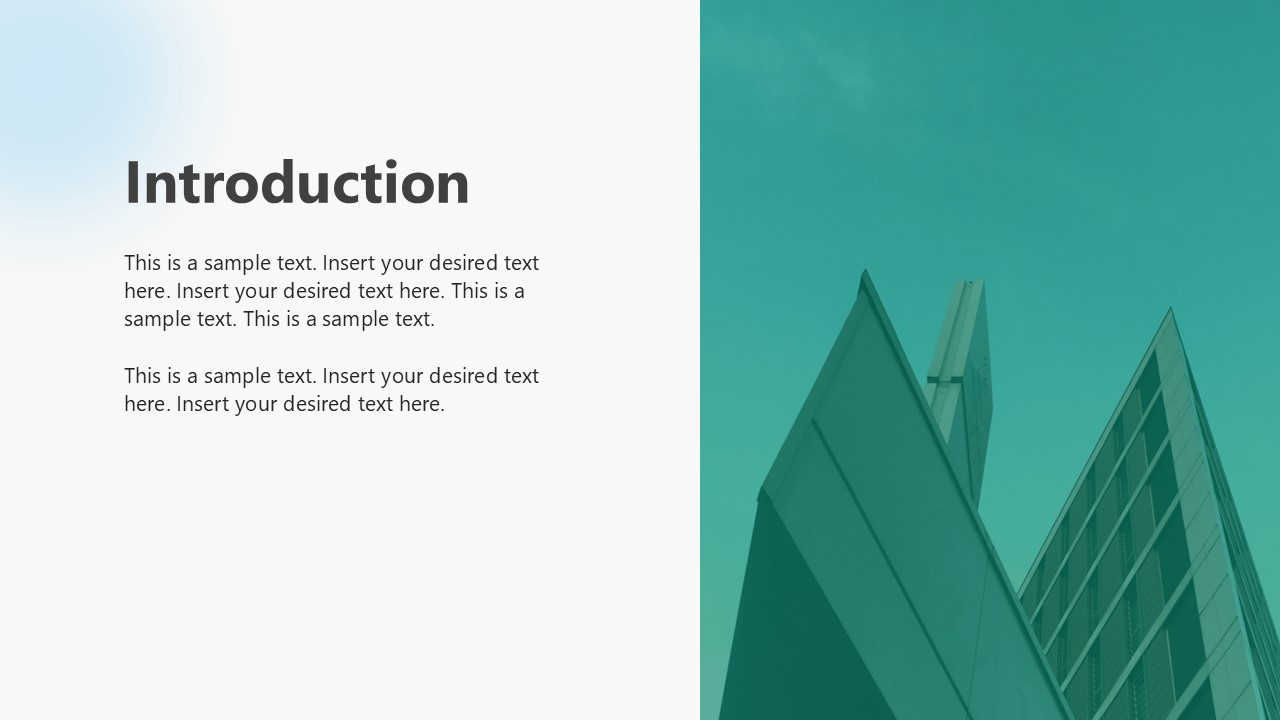 Introduction
This is a sample text. Insert your desired text
here. Insert your desired text here. This is a
sample text. This is a sample text.
This is a sample text. Insert your desired text
here. Insert your desired text here.